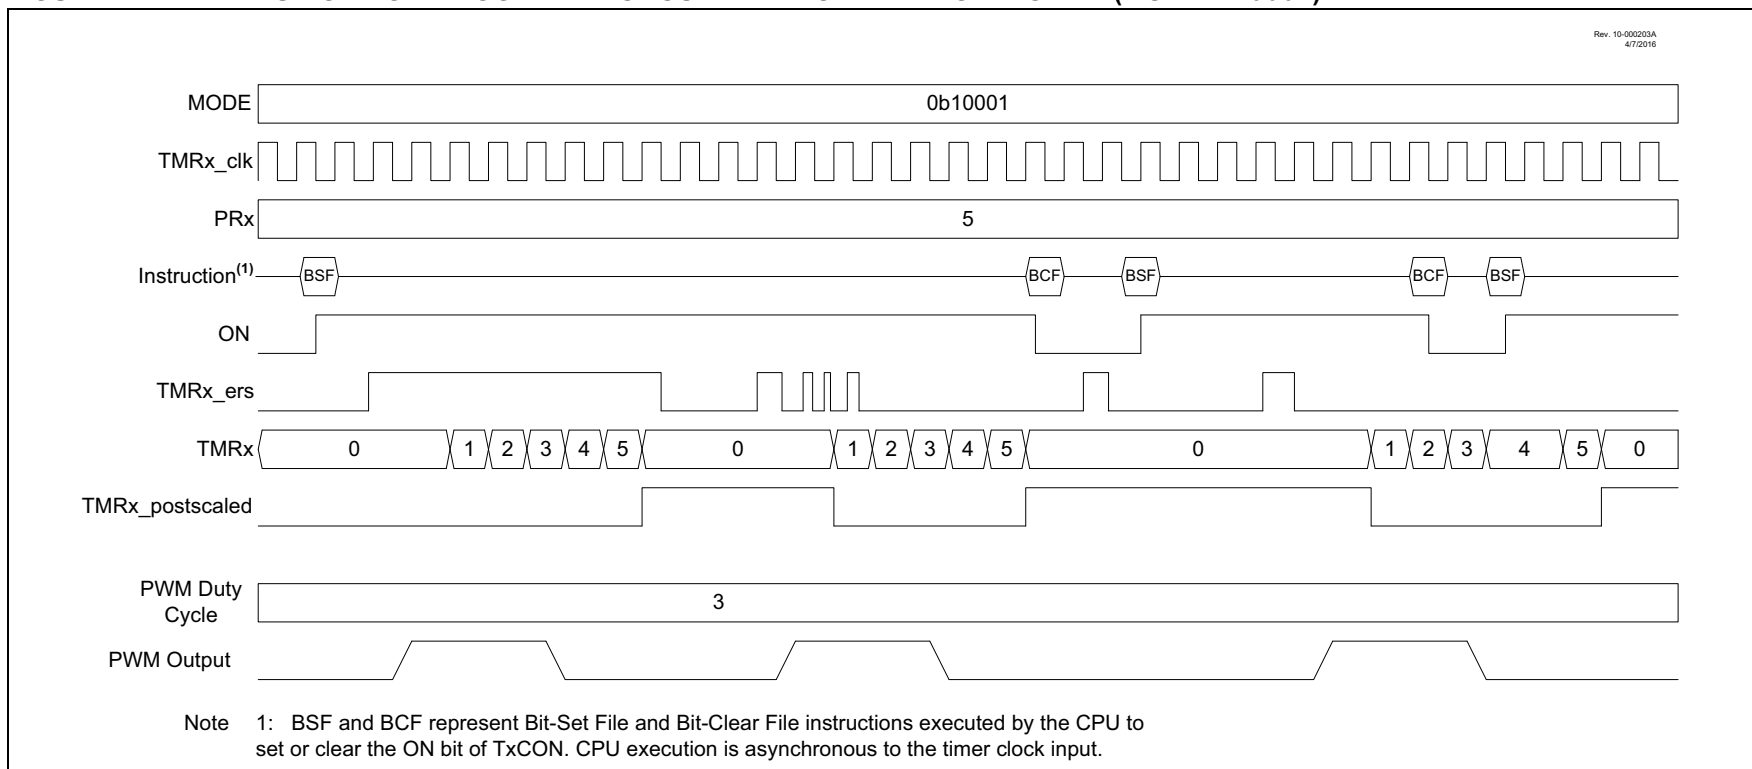 Rev. 10-000203A
4/7/2016
MODE 0b10001
TMRx_clk
PRx 5
Instruction(1) BSF BCF BSF BCF BSF
ON
TMRx_ers
TMRx 0 1 2 3 4 5 0 1 2 3 4 5 0 1 2 3 4 5 0
TMRx_postscaled
PWM Duty
Cycle 3
PWM Output
Note 1: BSF and BCF represent Bit-Set File and Bit-Clear File instructions executed by the CPU to
set or clear the ON bit of TxCON. CPU execution is asynchronous to the timer clock input.